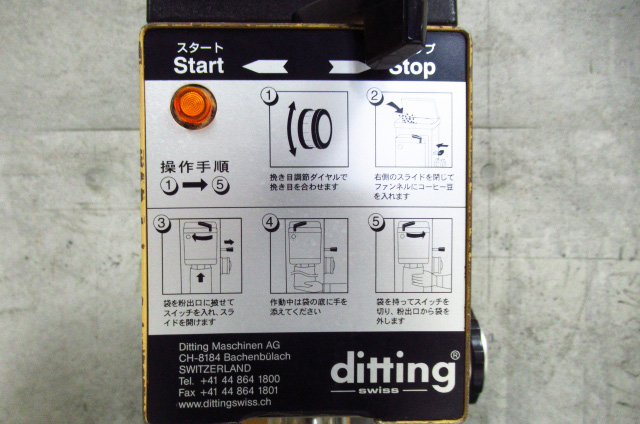 スタート
Start
プ
Stop
操作手順
①→⑤
①
挽き目調節ダイヤルで
挽き目を合わせます
②
右側のスライドを閉じて
ファンネルにコーヒー豆
を入れます
③
袋を粉出口に被せて
スイッチを入れ、スラ
イドを開けます
④
作動中は袋の底に手を
添えてください
⑤
袋を持ってスイッチを
切り、粉出口から袋を
外します
Ditting Maschinen AG
CH-8184 Bachenbülach
SWITZERLAND
Tel. +41 44 864 1800
Fax +41 44 864 1801
www.dittingswiss.ch
ditting®
swiss